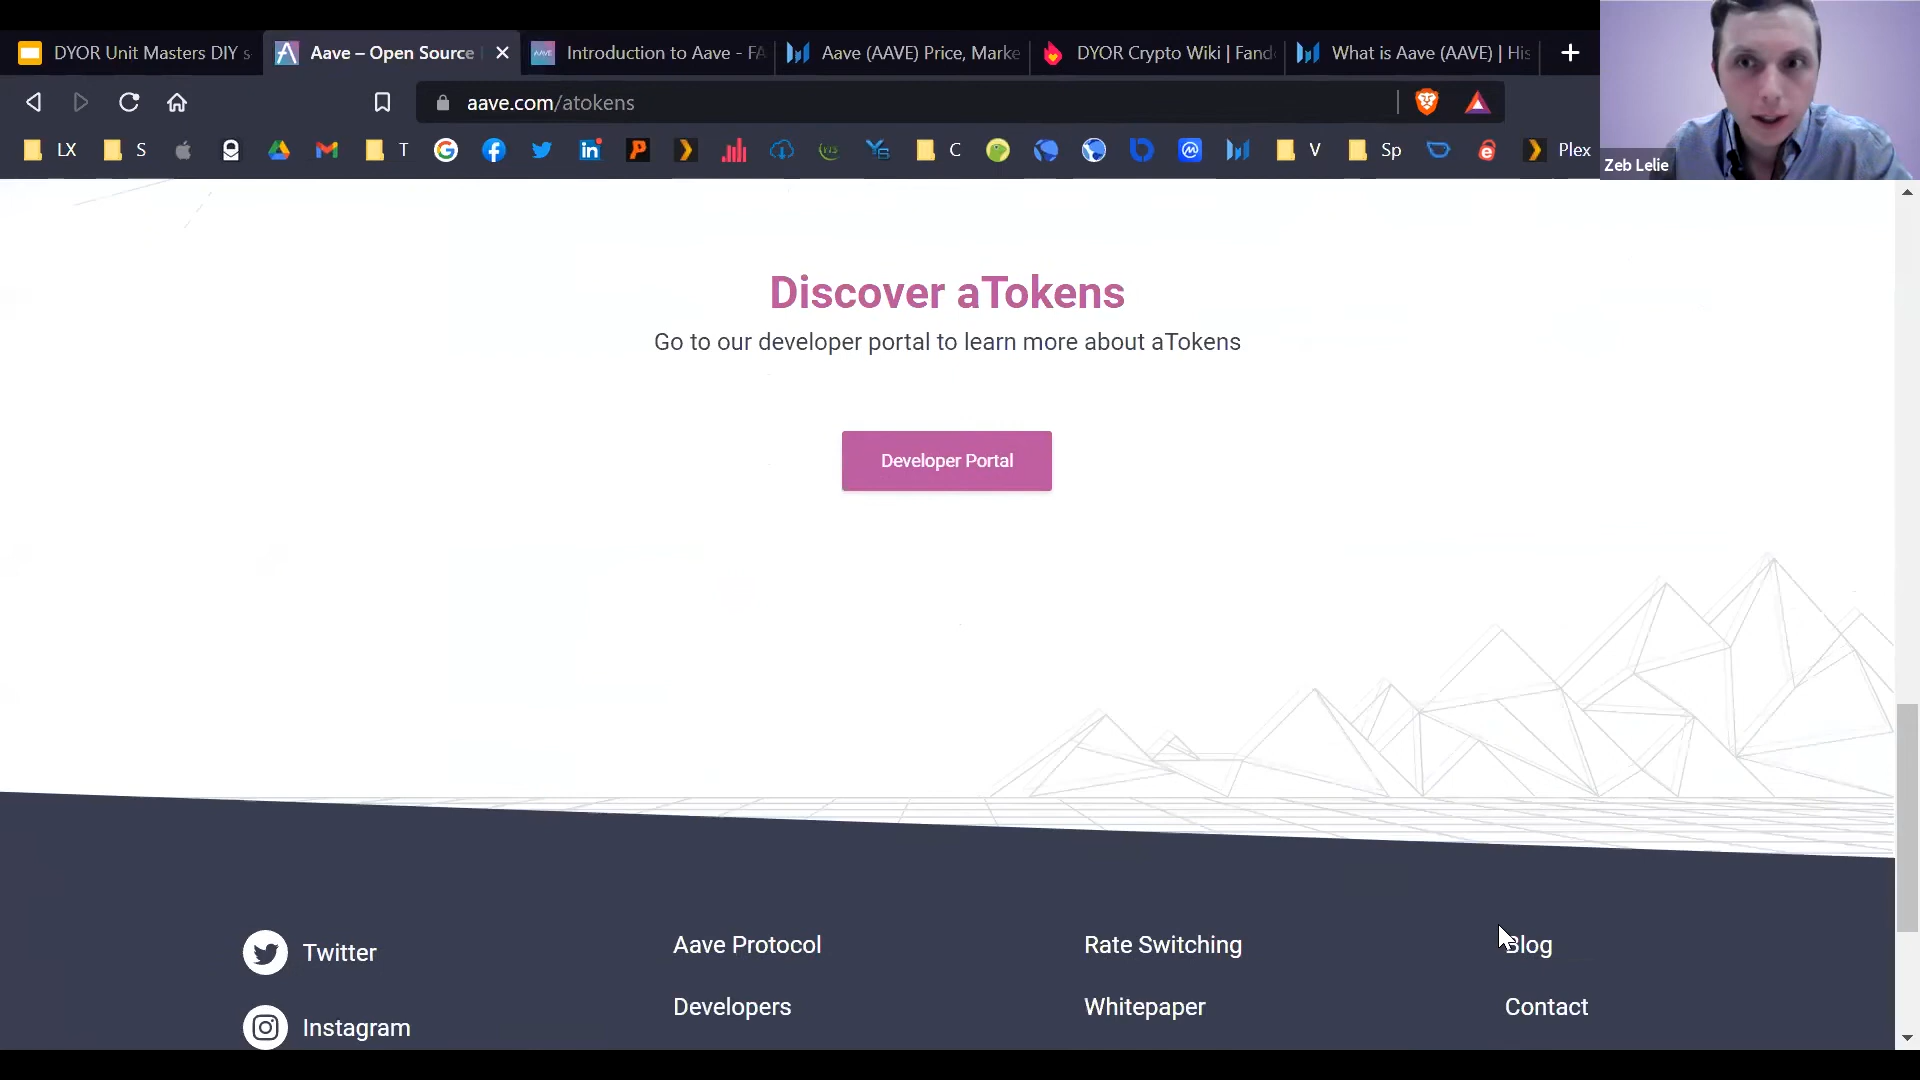 DYOR Unit Masters DIY s
Aave – Open Source
Introduction to Aave - FA
Aave (AAVE) Price, Marke
DYOR Crypto Wiki | Fand
What is Aave (AAVE) | His
aave.com/atokens
LX
S
T
C
V
Sp
Plex
Zeb Lelie
Discover aTokens
Go to our developer portal to learn more about aTokens
Developer Portal
Twitter
Aave Protocol
Rate Switching
Blog
Instagram
Developers
Whitepaper
Contact